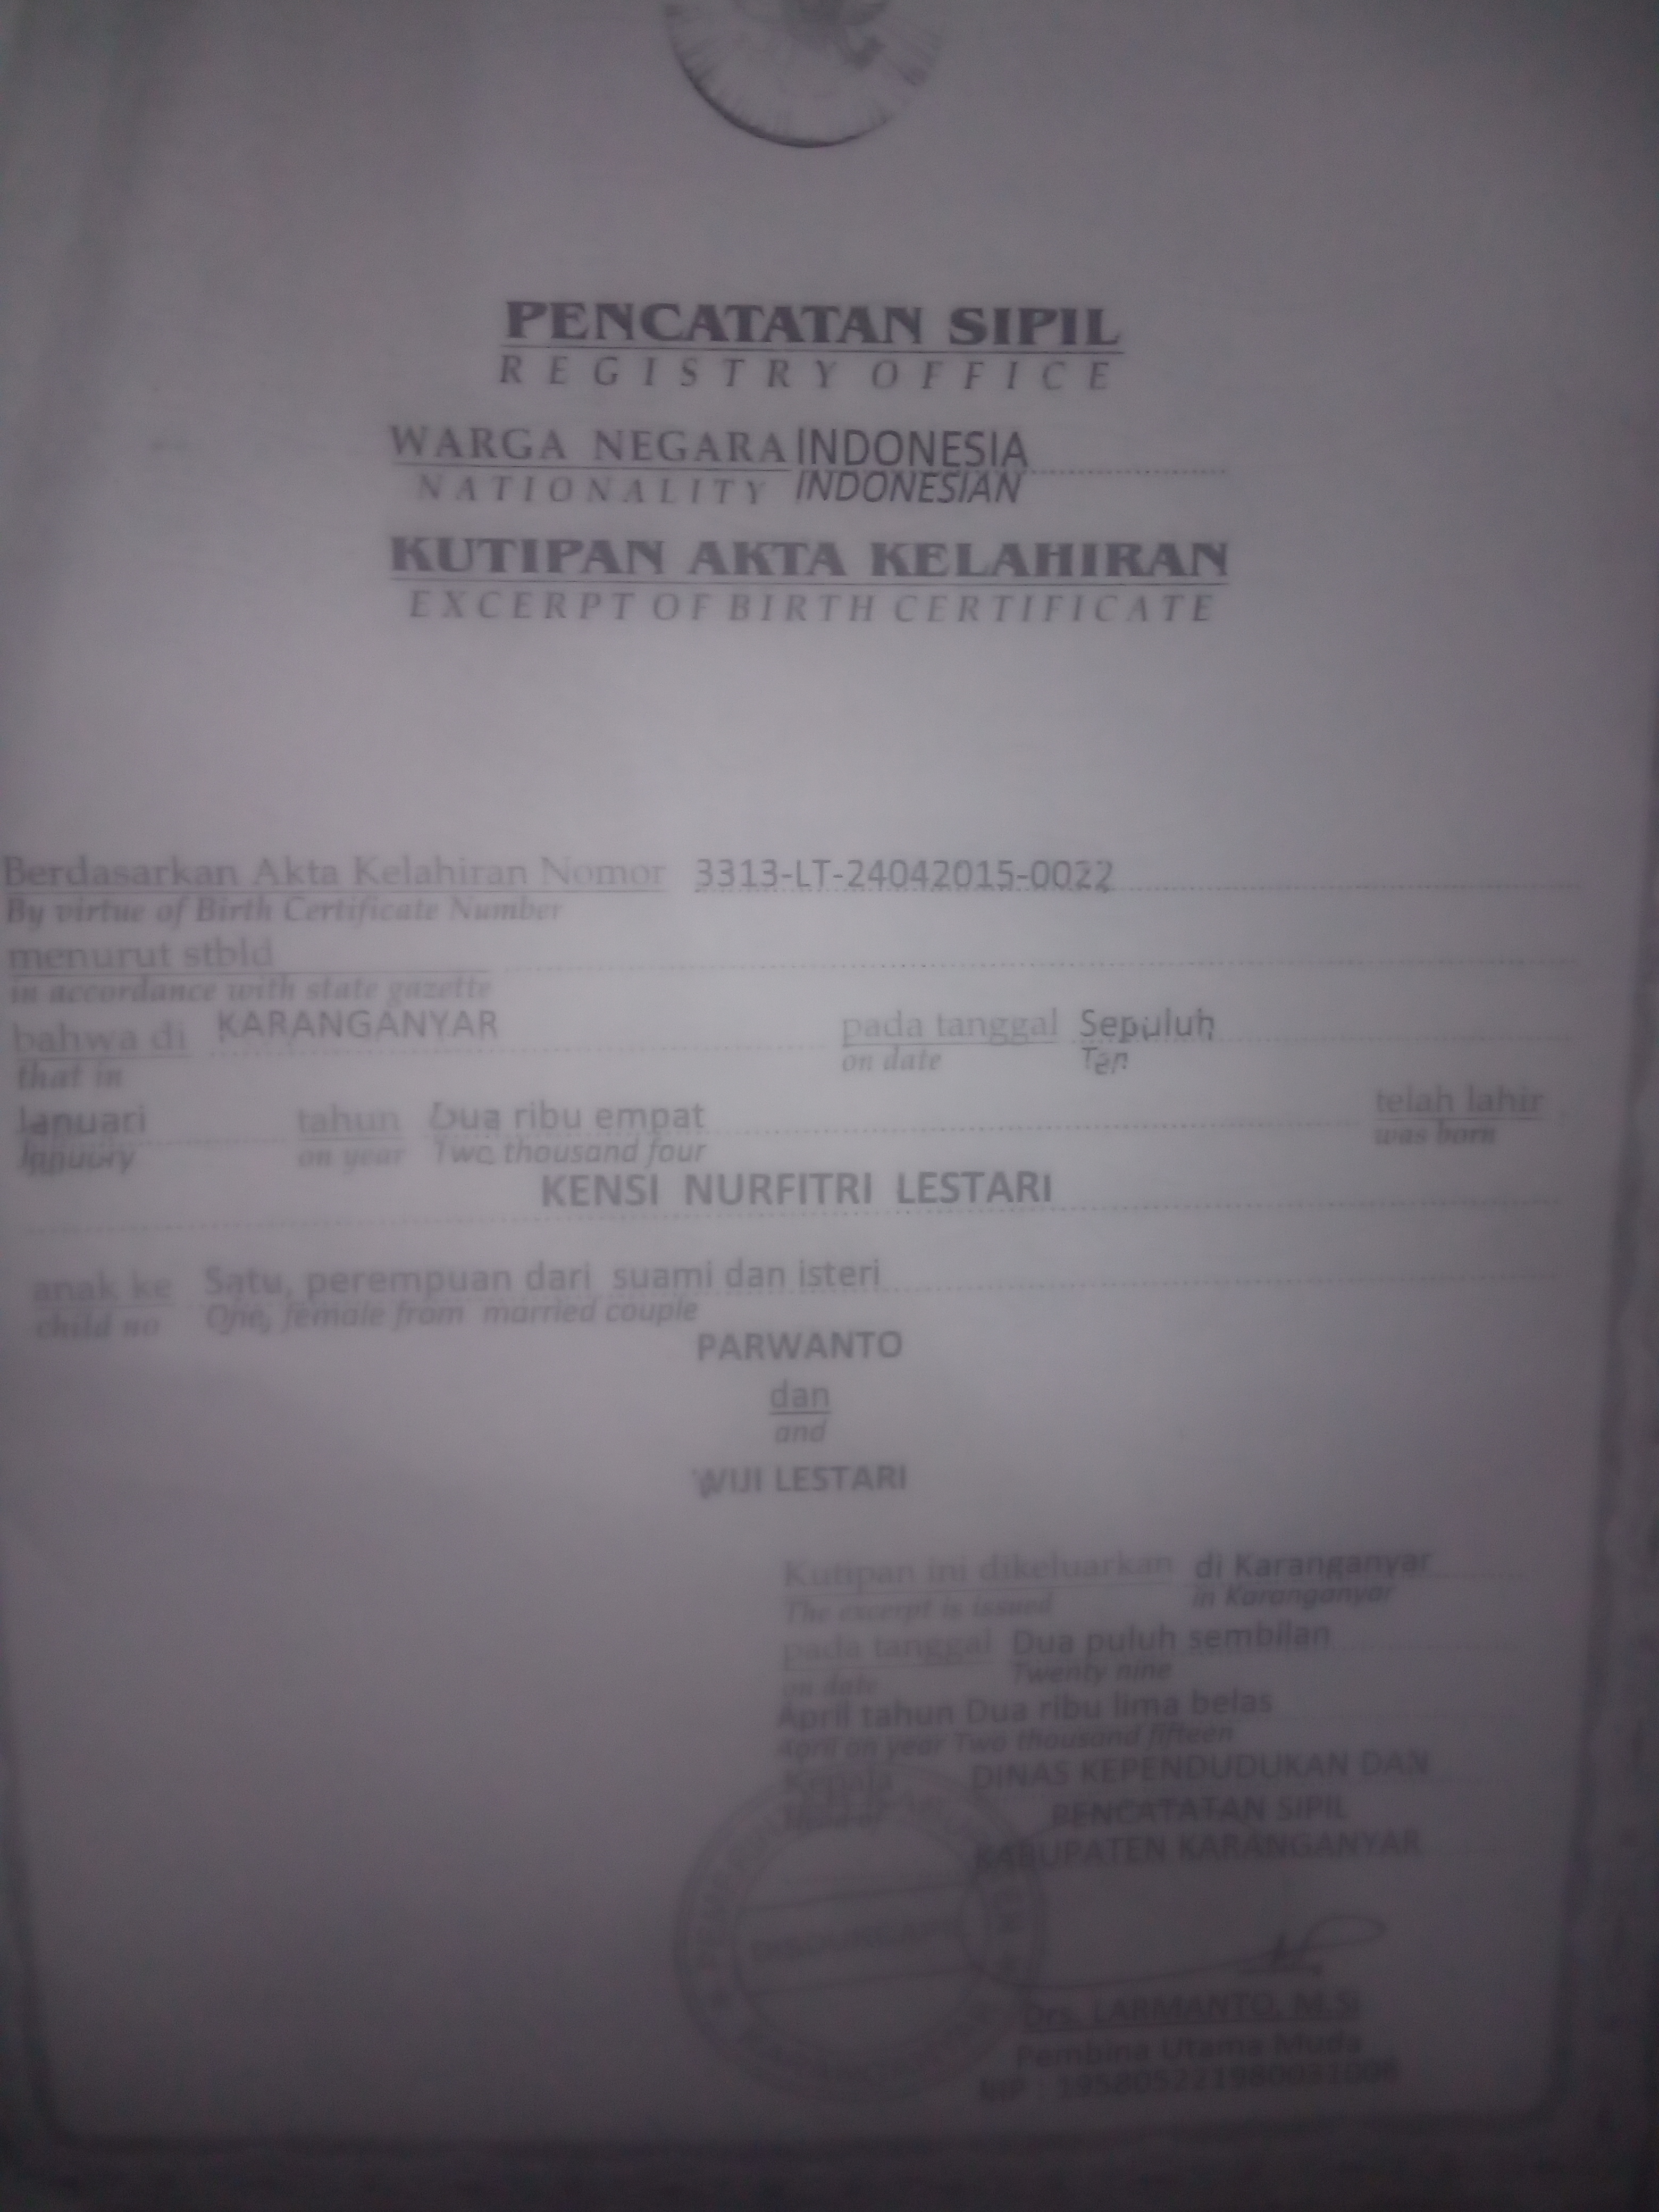 PENCATATAN SIPIL
REGISTRY OFFICE
WARGA NEGARA INDONESIA
NATIONALITY INDONESIAN
KUTIPAN AKTA KELAHIRAN
EXCERPT OF BIRTH CERTIFICATE
Berdasarkan Akta Kelahiran Nomor 3313-LT-24042015-0022
By virtue of Birth Certificate Number
menurut stbld
in accordance with state gazette
bahwa di KARANGANYAR pada tanggal Sepuluh
that in on date Ten
Januari tahun Dua ribu empat telah lahir
January on year Two thousand four was born
KENSI NURFITRI LESTARI
anak ke Satu, perempuan dari suami dan isteri
child no One, female from married couple
PARWANTO
dan
and
WIJI LESTARI
Kutipan ini dikeluarkan di Karanganyar
The excerpt is issued in Karanganyar
pada tanggal Dua puluh sembilan
on date Twenty nine
April tahun Dua ribu lima belas
April on year Two thousand fifteen
Kepala DINAS KEPENDUDUKAN DAN
Head of PENCATATAN SIPIL
KABUPATEN KARANGANYAR
Drs. LARMANTO, M.Si
Pembina Utama Muda
NIP :